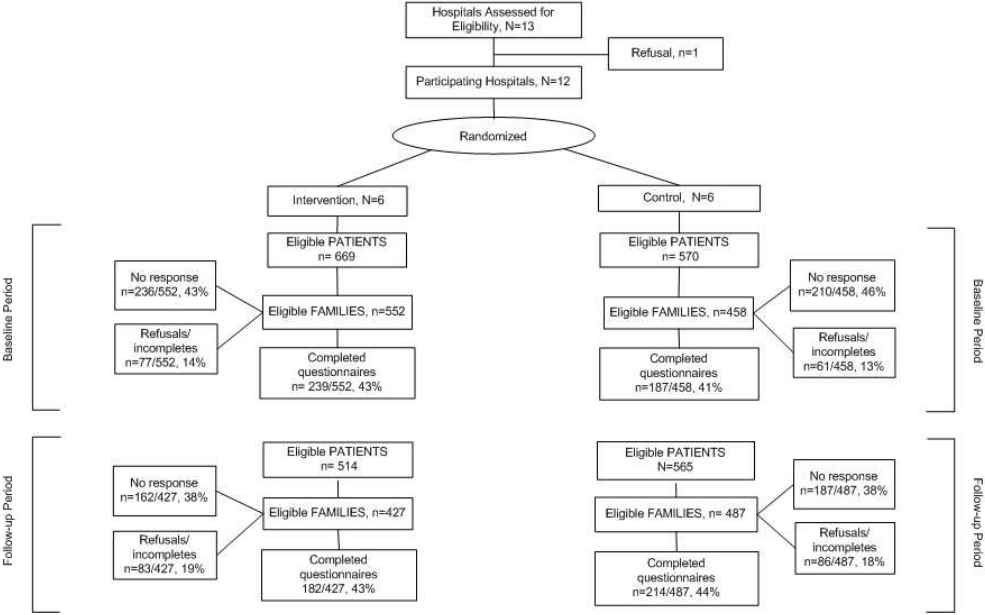 Hospitals Assessed for
Eligibility, N=13
Refusal, n=1
Participating Hospitals, N=12
Randomized
Intervention, N=6
Control, N=6
Baseline Period
Eligible PATIENTS
n= 669
No response
n=236/552, 43%
Eligible FAMILIES, n=552
Refusals/
incompletes
n=77/552, 14%
Completed
questionnaires
n= 239/552, 43%
Eligible PATIENTS
n= 570
No response
n=210/458, 46%
Eligible FAMILIES, n=458
Refusals/
incompletes
n=61/458, 13%
Completed
questionnaires
n=187/458, 41%
Baseline Period
Follow-up Period
Eligible PATIENTS
n= 514
No response
n=162/427, 38%
Eligible FAMILIES, n=427
Refusals/
incompletes
n=83/427, 19%
Completed
questionnaires
182/427, 43%
Eligible PATIENTS
N=565
No response
n=187/487, 38%
Eligible FAMILIES, n= 487
Refusals/
incompletes
n=86/487, 18%
Completed
questionnaires
n=214/487, 44%
Follow-up Period